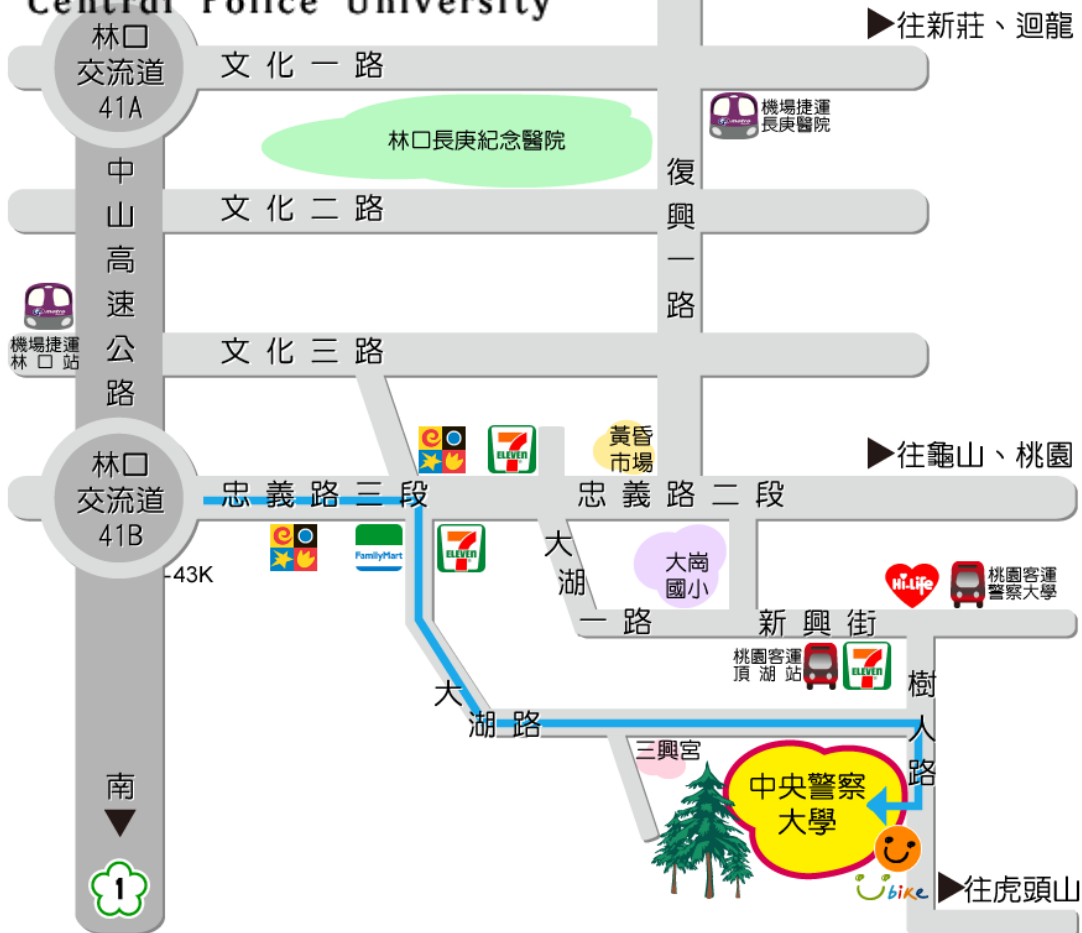 Central Police University
林口
交流道
41A
文化一路
▶往新莊、迴龍
機場捷運
長庚醫院
林口長庚紀念醫院
中山高速公路
復興一路
文化二路
機場捷運
林口站
文化三路
7
ELEVEN
黃昏
市場
▶往龜山、桃園
林口
交流道
41B
忠義路三段
忠義路二段
FamilyMart
7
ELEVEN
-43K
大湖一路
大崗
國小
Hi-Life
桃園客運
警察大學
新興街
桃園客運
頂湖站
7
ELEVEN
樹人路
大湖路
三興宮
中央警察
大學
南
1
Ubike
▶往虎頭山